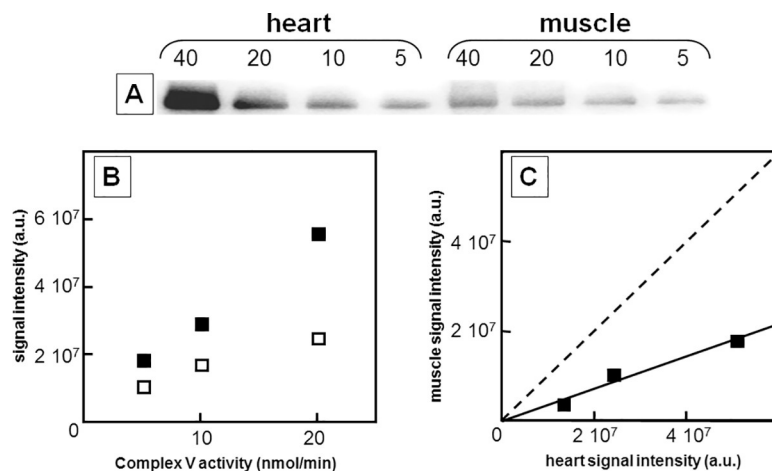 heart muscle
40 20 10 5 40 20 10 5
A
B
signal intensity (a.u.)
6 10⁷
4 10⁷
2 10⁷
0
10 20
Complex V activity (nmol/min)
C
muscle signal intensity (a.u.)
4 10⁷
2 10⁷
0 2 10⁷ 4 10⁷
heart signal intensity (a.u.)